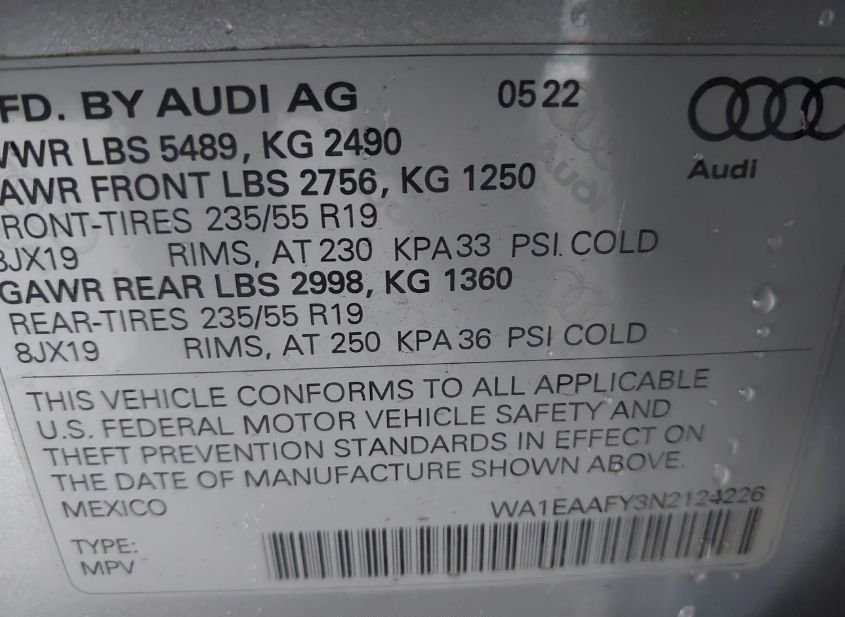 FD. BY AUDI AG 05 22
VWR LBS 5489, KG 2490
Audi
AWR FRONT LBS 2756, KG 1250
RONT-TIRES 235/55 R19
8JX19 RIMS, AT 230 KPA 33 PSI. COLD
GAWR REAR LBS 2998, KG 1360
REAR-TIRES 235/55 R19
8JX19 RIMS, AT 250 KPA 36 PSI COLD
THIS VEHICLE CONFORMS TO ALL APPLICABLE
U.S. FEDERAL MOTOR VEHICLE SAFETY AND
THEFT PREVENTION STANDARDS IN EFFECT ON
THE DATE OF MANUFACTURE SHOWN ABOVE.
MEXICO WA1EAAFY3N2124226
TYPE:
MPV